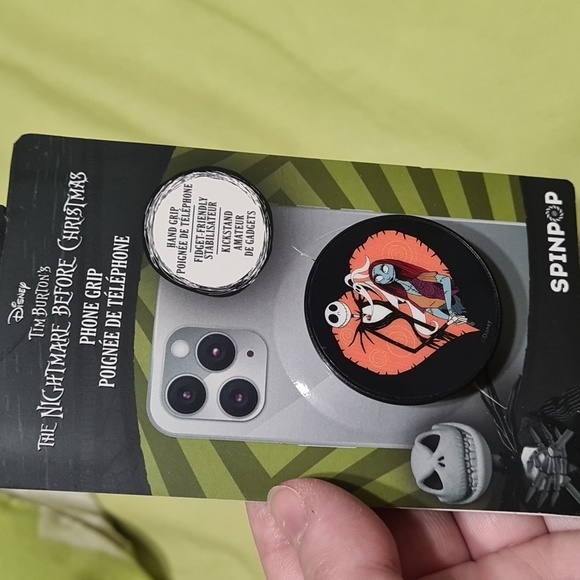 Disney
TIM BURTON'S
THE NIGHTMARE BEFORE CHRISTMAS
PHONE GRIP
POIGNÉE DE TÉLÉPHONE
HAND GRIP
POIGNÉE DE TÉLÉPHONE
FIDGET-FRIENDLY
STABILISATEUR
KICKSTAND
AMATEUR
DE GADGETS
SPINPOP